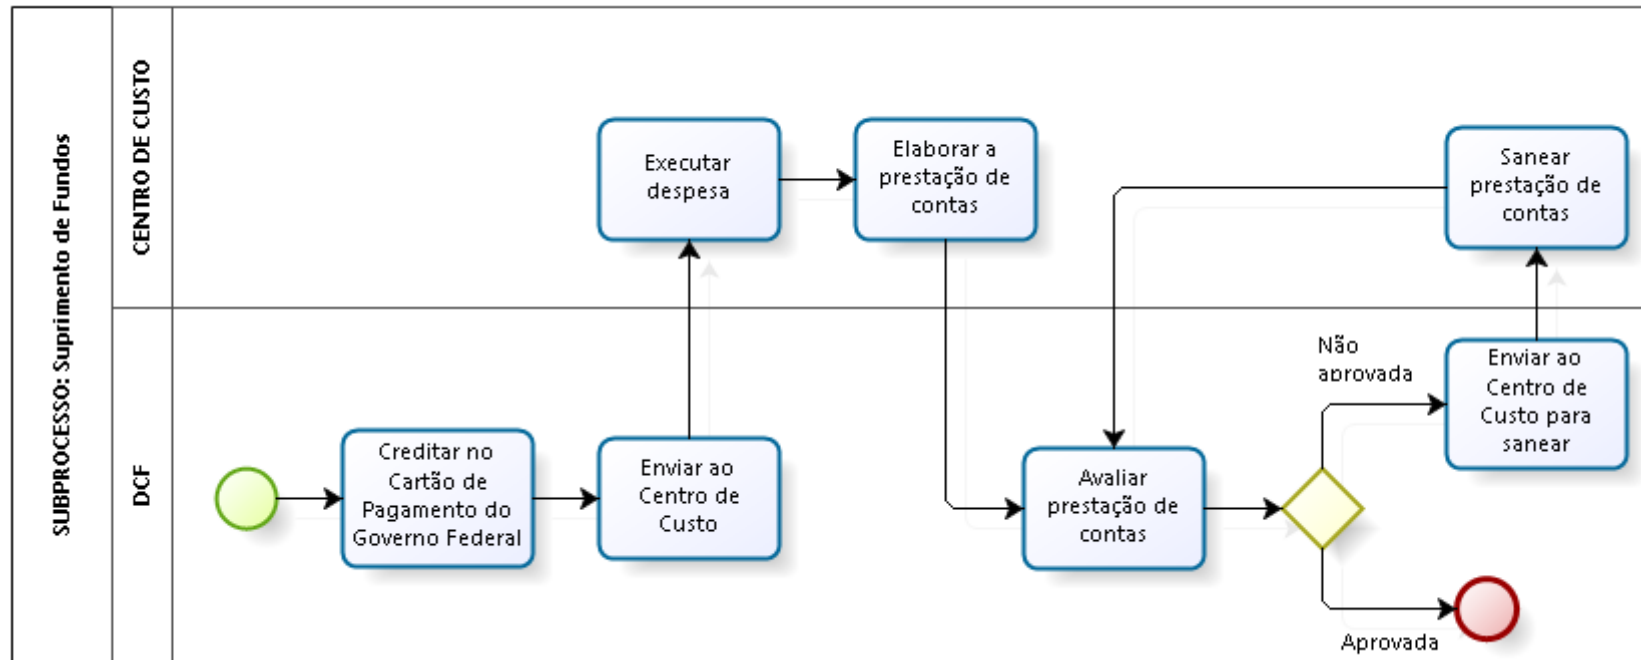 SUBPROCESSO: Suprimento de Fundos
CENTRO DE CUSTO
Executar
despesa
Elaborar a
prestação de
contas
Sanear
prestação de
contas
DCF
Creditar no
Cartão de
Pagamento do
Governo Federal
Enviar ao
Centro de
Custo
Avaliar
prestação de
contas
Não
aprovada
Enviar ao
Centro de
Custo para
sanear
Aprovada